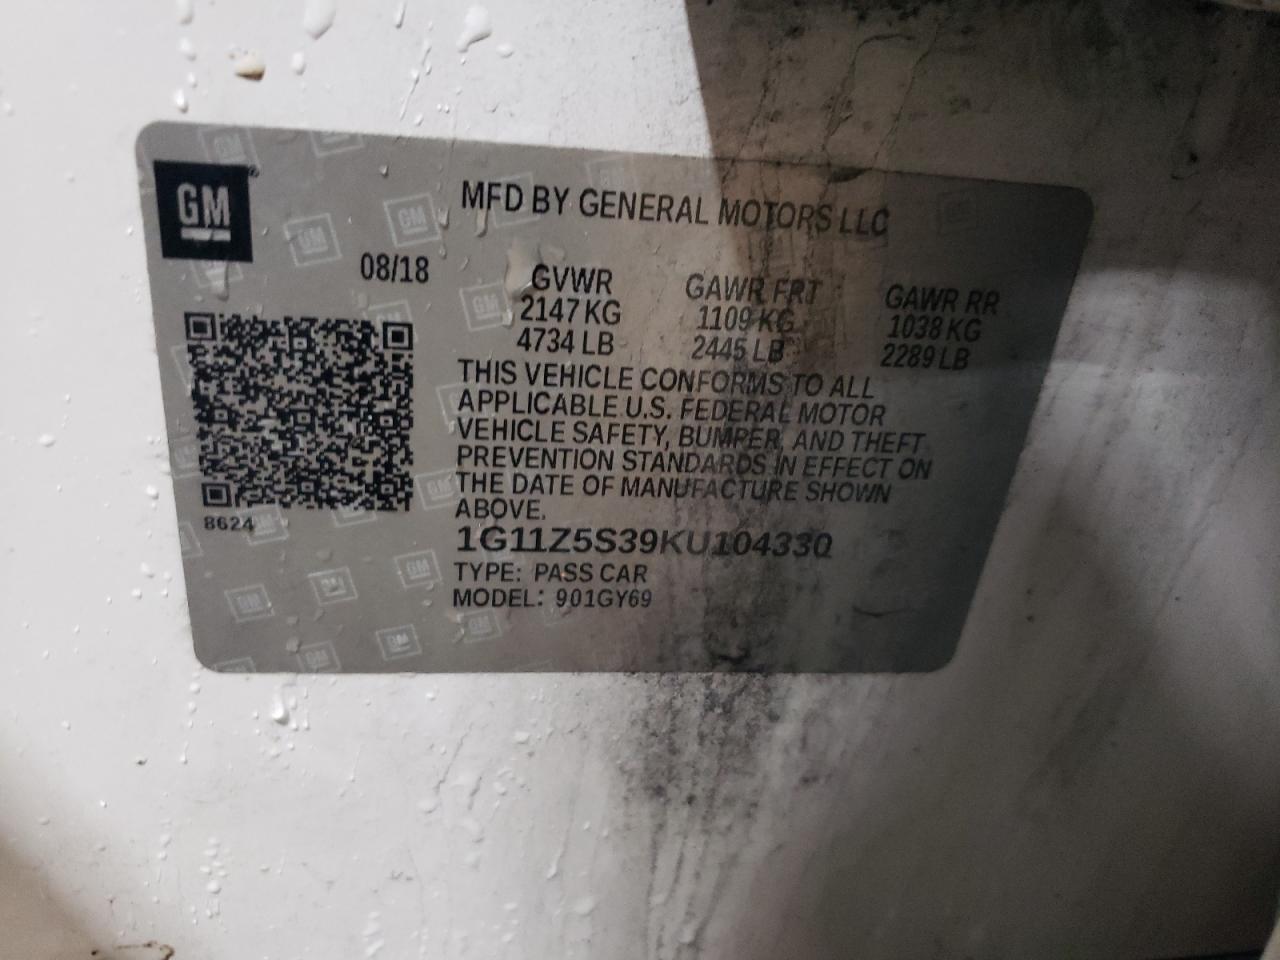 GM
MFD BY GENERAL MOTORS LLC
08/18
GVWR GAWR FRT GAWR RR
2147 KG 1109 KG 1038 KG
4734 LB 2445 LB 2289 LB
THIS VEHICLE CONFORMS TO ALL
APPLICABLE U.S. FEDERAL MOTOR
VEHICLE SAFETY, BUMPER, AND THEFT
PREVENTION STANDARDS IN EFFECT ON
THE DATE OF MANUFACTURE SHOWN
ABOVE.
8624
1G11Z5S39KU104330
TYPE: PASS CAR
MODEL: 901GY69